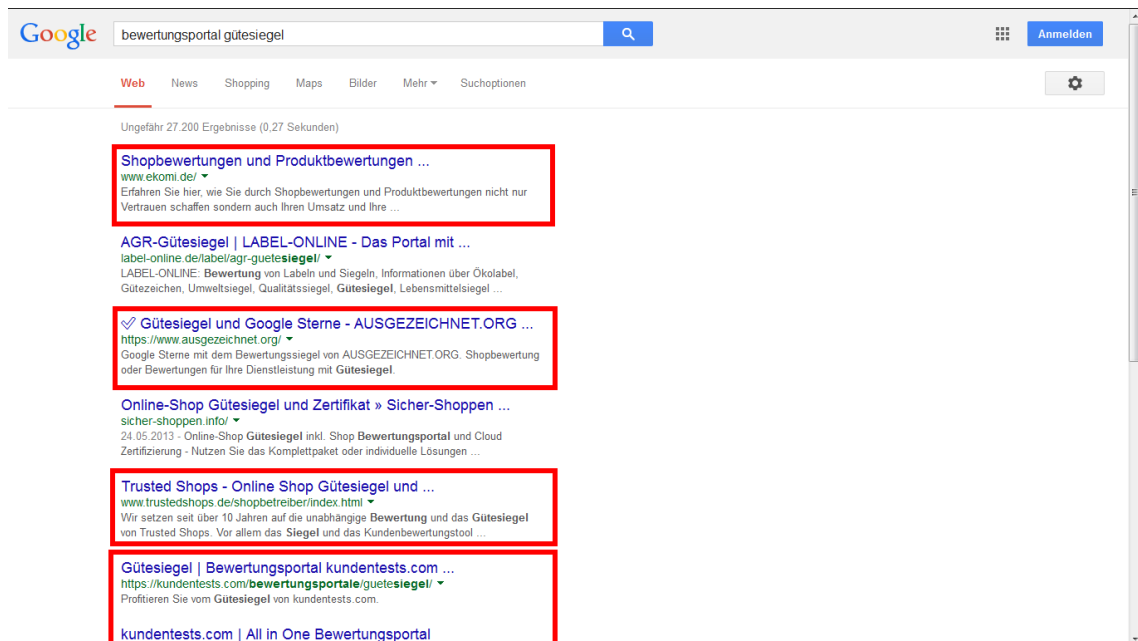 Google bewertungsportal gütesiegel Anmelden
Web News Shopping Maps Bilder Mehr Suchoptionen
Ungefähr 27.200 Ergebnisse (0,27 Sekunden)
Shopbewertungen und Produktbewertungen ...
www.ekomi.de/
Erfahren Sie hier, wie Sie durch Shopbewertungen und Produktbewertungen nicht nur
Vertrauen schaffen sondern auch Ihren Umsatz und Ihre ...
AGR-Gütesiegel | LABEL-ONLINE - Das Portal mit ...
label-online.de/label/agr-guetesiegel/
LABEL-ONLINE: Bewertung von Labeln und Siegeln, Informationen über Ökolabel,
Gütezeichen, Umweltsiegel, Qualitätssiegel, Gütesiegel, Lebensmittelsiegel ...
✓ Gütesiegel und Google Sterne - AUSGEZEICHNET.ORG ...
https://www.ausgezeichnet.org/
Google Sterne mit dem Bewertungssiegel von AUSGEZEICHNET.ORG. Shopbewertung
oder Bewertungen für Ihre Dienstleistung mit Gütesiegel.
Online-Shop Gütesiegel und Zertifikat » Sicher-Shoppen ...
sicher-shoppen.info/
24.05.2013 - Online-Shop Gütesiegel inkl. Shop Bewertungsportal und Cloud
Zertifizierung - Nutzen Sie das Komplettpaket oder individuelle Lösungen ...
Trusted Shops - Online Shop Gütesiegel und ...
www.trustedshops.de/shopbetreiber/index.html
Wir setzen seit über 10 Jahren auf die unabhängige Bewertung und das Gütesiegel
von Trusted Shops. Vor allem das Siegel und das Kundenbewertungstool ...
Gütesiegel | Bewertungsportal kundentests.com ...
https://kundentests.com/bewertungsportale/guetesiegel/
Profitieren Sie vom Gütesiegel von kundentests.com.
kundentests.com | All in One Bewertungsportal